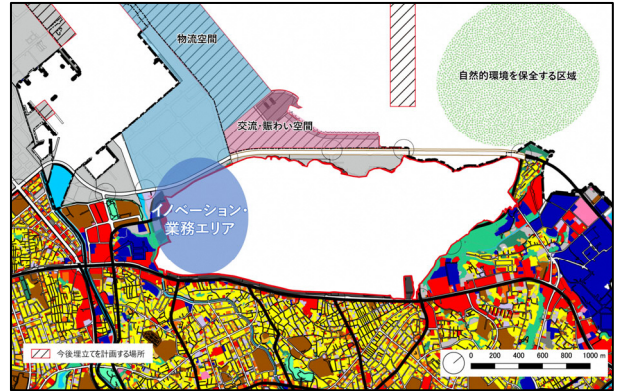 物流空間
自然的環境を保全する区域
交流・賑わい空間
イノベーション・
業務エリア
今後埋立てを計画する場所
0 200 400 600 800 1000 m